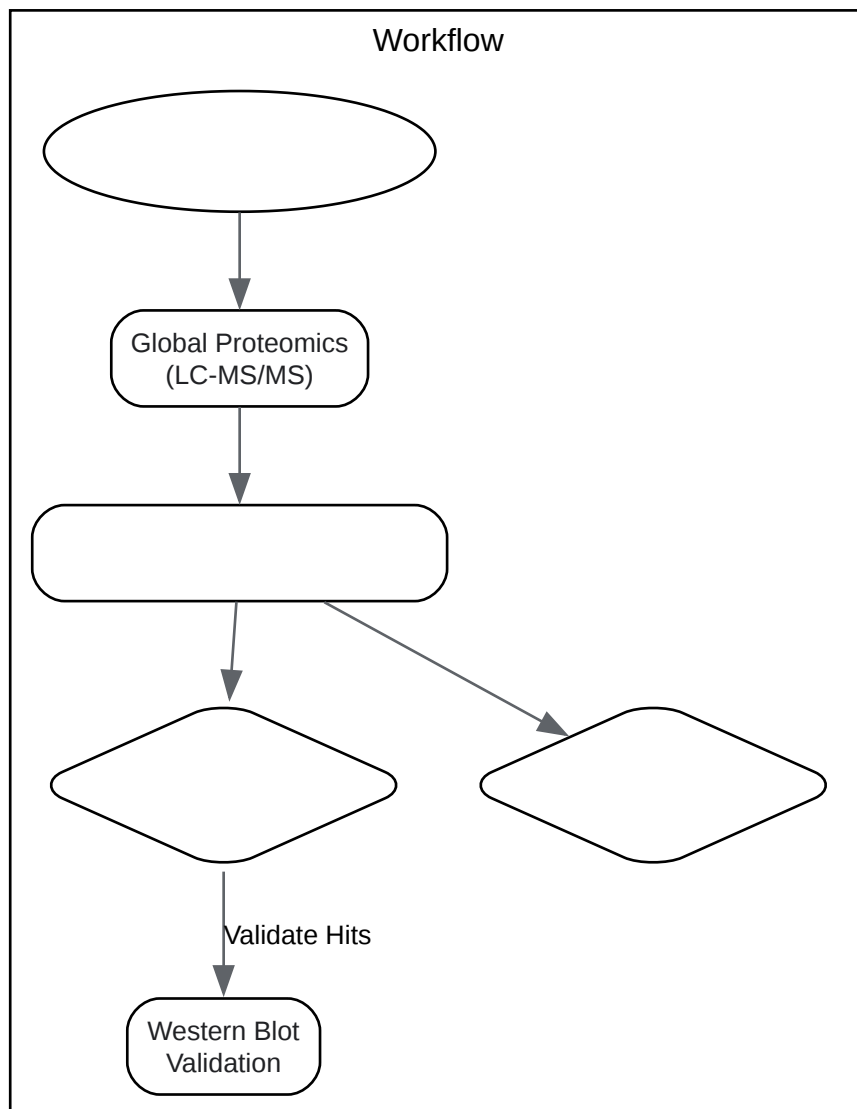 Workflow
Global Proteomics
(LC-MS/MS)
Validate Hits
Western Blot
Validation